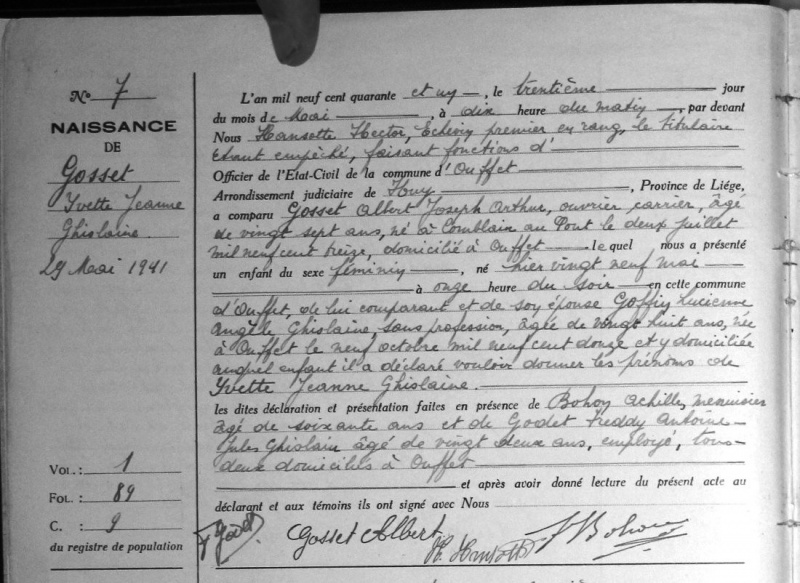 N° 7
NAISSANCE
DE
Gosset
Yvette Jeanne
Ghislaine
29 Mai 1941
L'an mil neuf cent quarante et un, le trentième jour
du mois de Mai, à dix heure du matin, par devant
Nous Hansotte Hector, Echevin premier en rang, le titulaire
étant empêché, faisant fonctions d'
Officier de l'Etat-Civil de la commune d'Ouffet
Arrondissement judiciaire de Huy, Province de Liége,
a comparu Gosset Albert Joseph Arthur, ouvrier carrier, âgé
de vingt sept ans, né à Comblain au Pont le deux juillet
mil neuf cent treize, domicilié à Ouffet lequel nous a présenté
un enfant du sexe féminin, né hier vingt neuf mai
à onze heure du soir en cette commune
d'Ouffet, de lui comparant et de son épouse Goffin Lucienne
Angèle Ghislaine, sans profession, âgée de vingt huit ans, née
à Ouffet le neuf octobre mil neuf cent douze et y domiciliée
auquel enfant il a déclaré vouloir donner les prénoms de
Yvette Jeanne Ghislaine.
les dites déclaration et présentation faites en présence de Bohon Achille, menuisier
âgé de soixante ans et de Godet Freddy Antoine
Jules Ghislain âgé de vingt deux ans, employé, tous
deux domiciliés à Ouffet
et après avoir donné lecture du présent acte au
déclarant et aux témoins ils ont signé avec Nous
Vol.: 1
Fol.: 89
C. : 9
du registre de population
F Godet Gosset Albert H. Hansotte Bohon